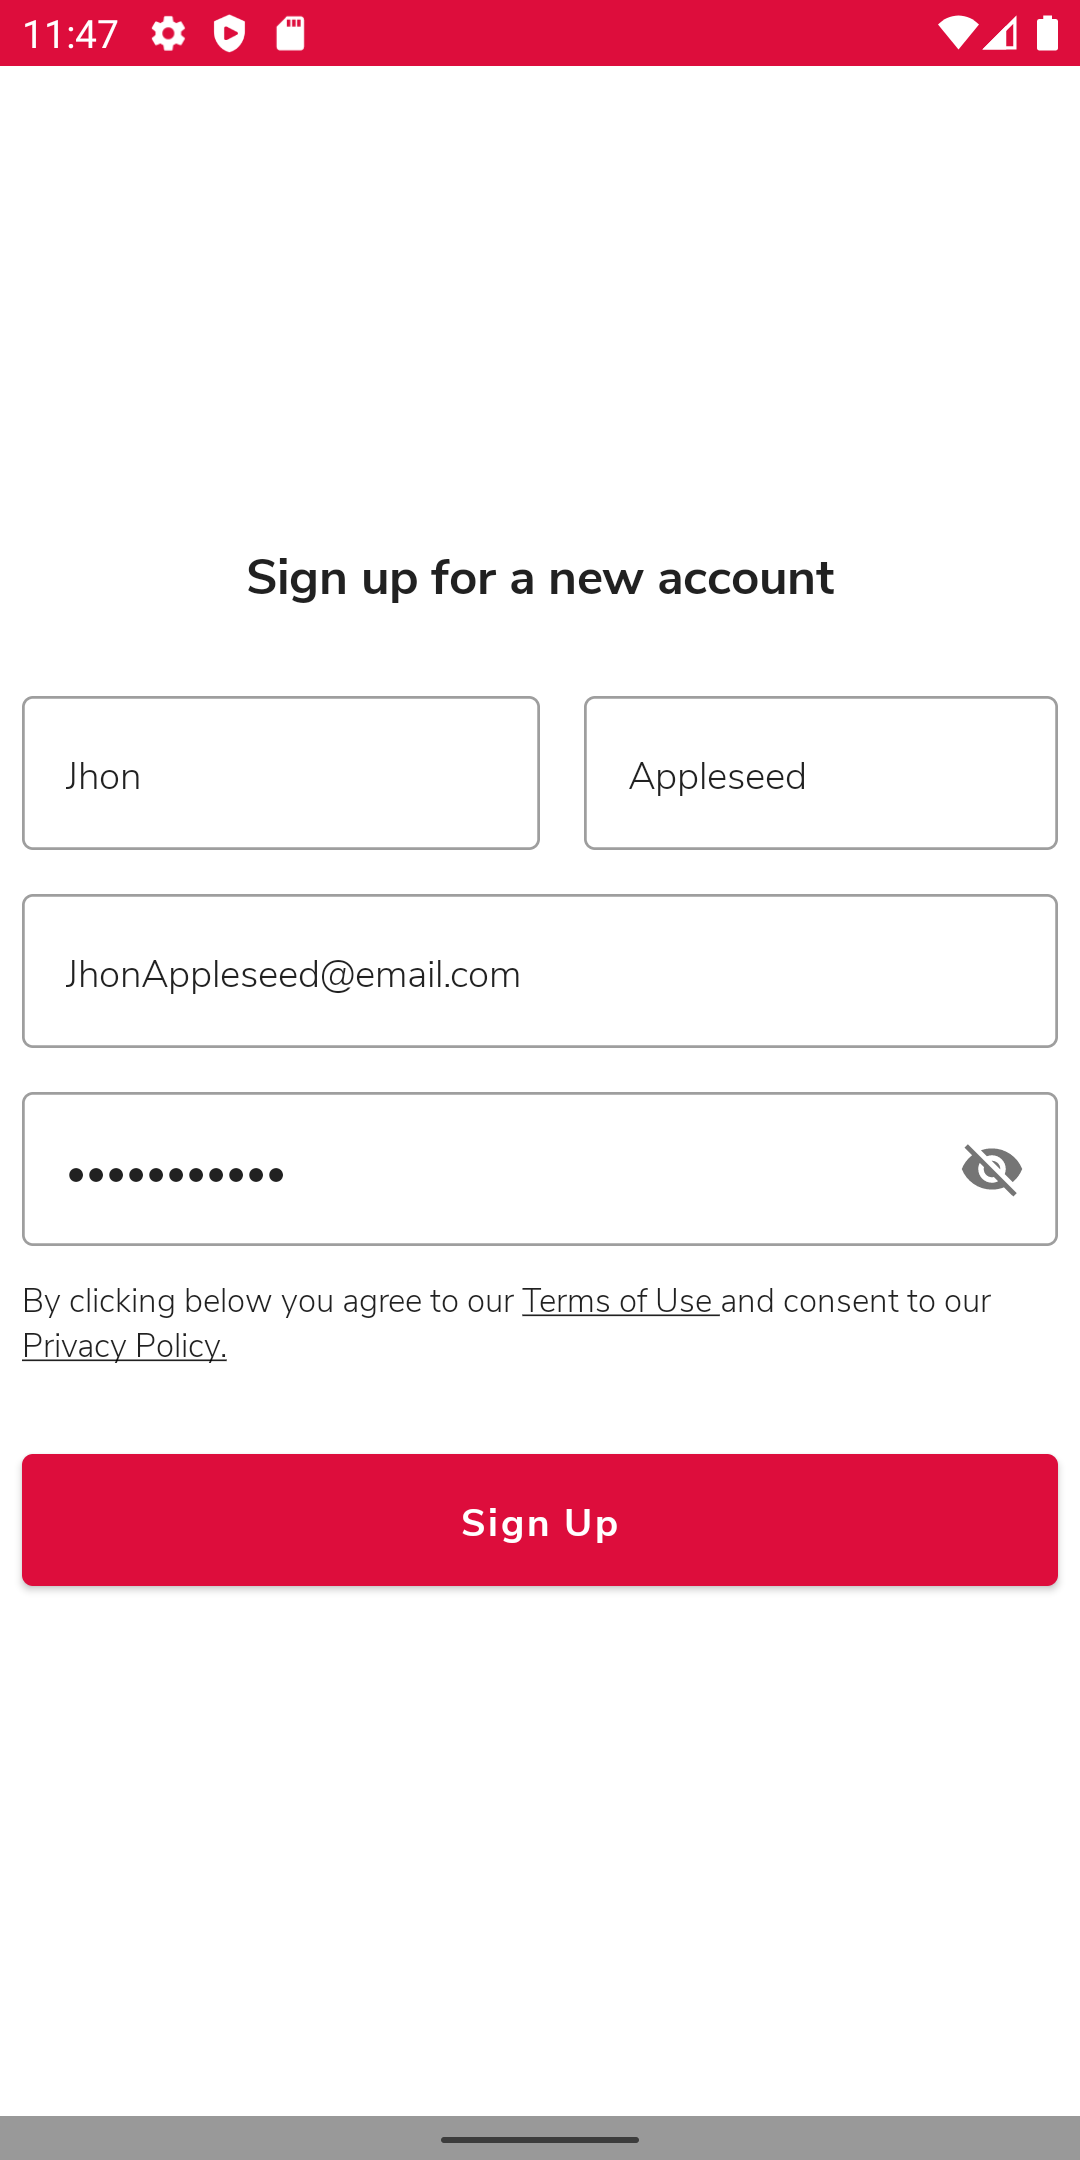 11:47
Sign up for a new account
Jhon
Appleseed
JhonAppleseed@email.com
•••••••••••
By clicking below you agree to our Terms of Use and consent to our
Privacy Policy.
Sign Up